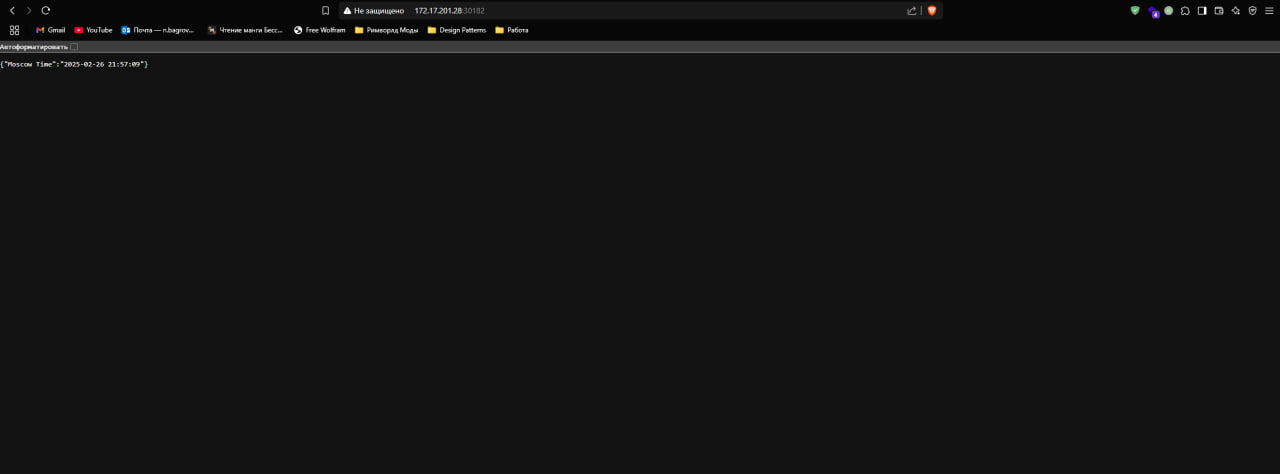 Не защищено 172.17.201.28:30182
4
Gmail YouTube Почта — n.bagrov... Чтение манги Бесс... Free Wolfram Римворлд Моды Design Patterns Работа
Автоформатировать
{"Moscow Time":"2025-02-26 21:57:09"}